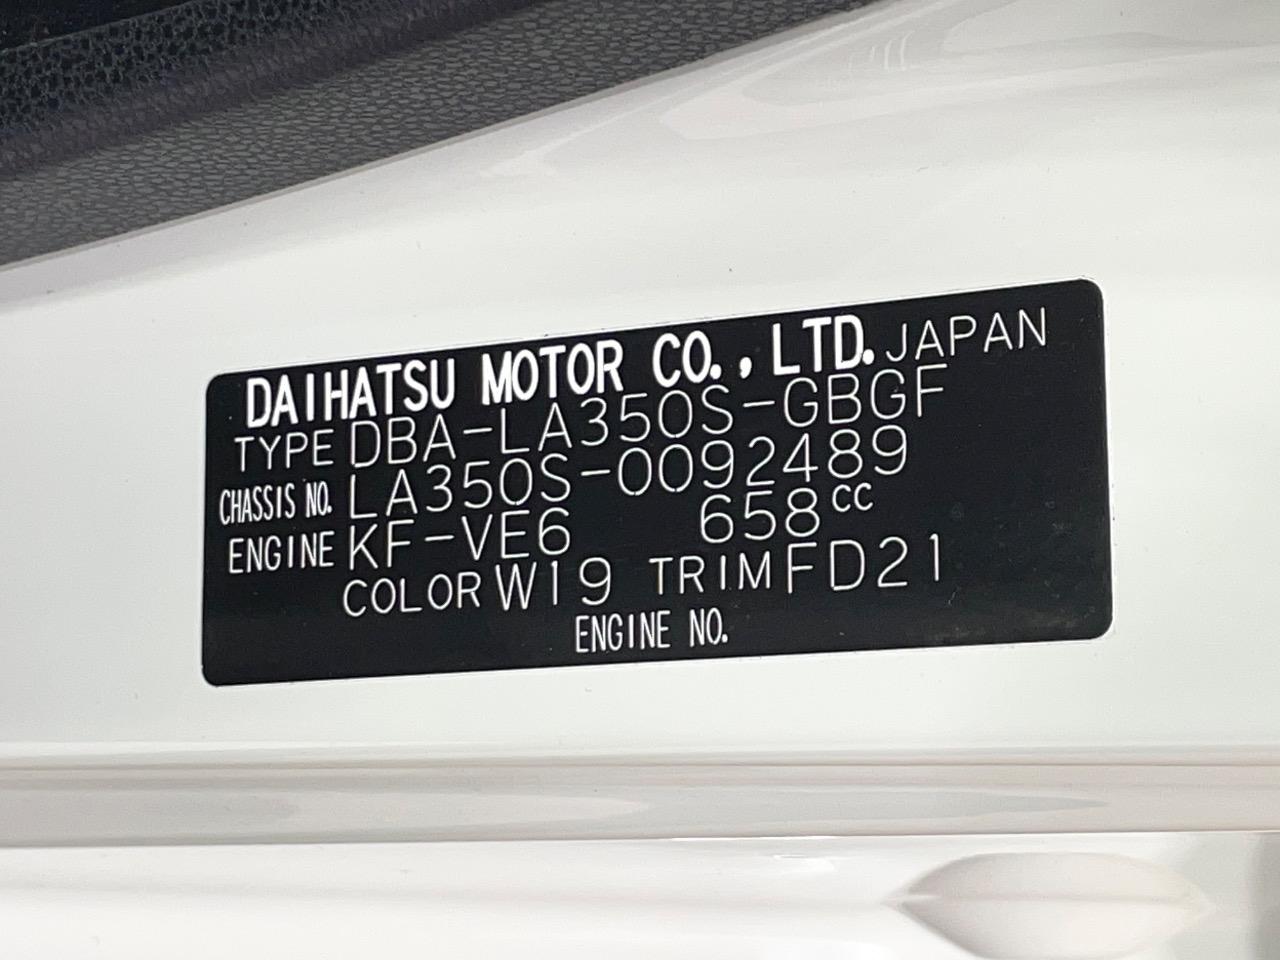 DAIHATSU MOTOR CO., LTD. JAPAN
TYPE DBA-LA350S-GBGF
CHASSIS NO. LA350S-0092489
ENGINE KF-VE6 658cc
COLOR W19 TRIM FD21
ENGINE NO.